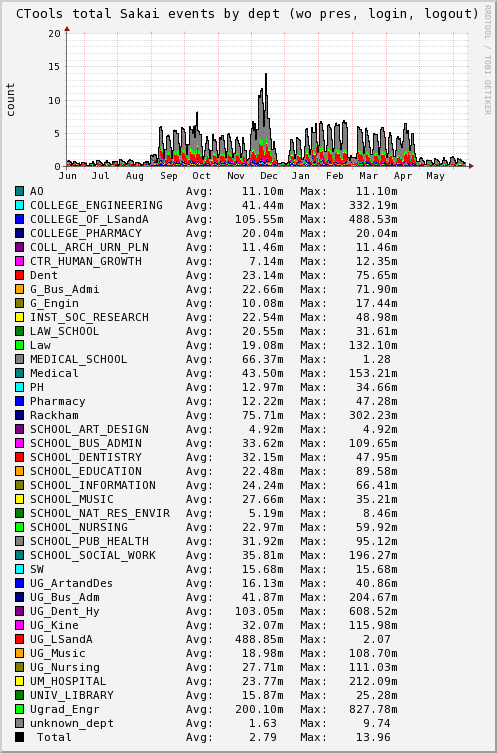 CTools total Sakai events by dept (wo pres, login, logout)
RRDTOOL / TOBI OETIKER
count
20
15
10
5
0
Jun Jul Aug Sep Oct Nov Dec Jan Feb Mar Apr May
AO Avg: 11.10m Max: 11.10m
COLLEGE_ENGINEERING Avg: 41.44m Max: 332.19m
COLLEGE_OF_LSandA Avg: 105.55m Max: 488.53m
COLLEGE_PHARMACY Avg: 20.04m Max: 20.04m
COLL_ARCH_URN_PLN Avg: 11.46m Max: 11.46m
CTR_HUMAN_GROWTH Avg: 7.14m Max: 12.35m
Dent Avg: 23.14m Max: 75.65m
G_Bus_Admi Avg: 22.66m Max: 71.90m
G_Engin Avg: 10.08m Max: 17.44m
INST_SOC_RESEARCH Avg: 22.54m Max: 48.98m
LAW_SCHOOL Avg: 20.55m Max: 31.61m
Law Avg: 19.08m Max: 132.10m
MEDICAL_SCHOOL Avg: 66.37m Max: 1.28
Medical Avg: 43.50m Max: 153.21m
PH Avg: 12.97m Max: 34.66m
Pharmacy Avg: 12.22m Max: 47.28m
Rackham Avg: 75.71m Max: 302.23m
SCHOOL_ART_DESIGN Avg: 4.92m Max: 4.92m
SCHOOL_BUS_ADMIN Avg: 33.62m Max: 109.65m
SCHOOL_DENTISTRY Avg: 32.15m Max: 47.95m
SCHOOL_EDUCATION Avg: 22.48m Max: 89.58m
SCHOOL_INFORMATION Avg: 24.24m Max: 66.41m
SCHOOL_MUSIC Avg: 27.66m Max: 35.21m
SCHOOL_NAT_RES_ENVIR Avg: 5.19m Max: 8.46m
SCHOOL_NURSING Avg: 22.97m Max: 59.92m
SCHOOL_PUB_HEALTH Avg: 31.92m Max: 95.12m
SCHOOL_SOCIAL_WORK Avg: 35.81m Max: 196.27m
SW Avg: 15.68m Max: 15.68m
UG_ArtandDes Avg: 16.13m Max: 40.86m
UG_Bus_Adm Avg: 41.87m Max: 204.67m
UG_Dent_Hy Avg: 103.05m Max: 608.52m
UG_Kine Avg: 32.07m Max: 115.98m
UG_LSandA Avg: 488.85m Max: 2.07
UG_Music Avg: 18.98m Max: 108.70m
UG_Nursing Avg: 27.71m Max: 111.03m
UM_HOSPITAL Avg: 23.77m Max: 212.09m
UNIV_LIBRARY Avg: 15.87m Max: 25.28m
Ugrad_Engr Avg: 200.10m Max: 827.78m
unknown_dept Avg: 1.63 Max: 9.74
Total Avg: 2.79 Max: 13.96